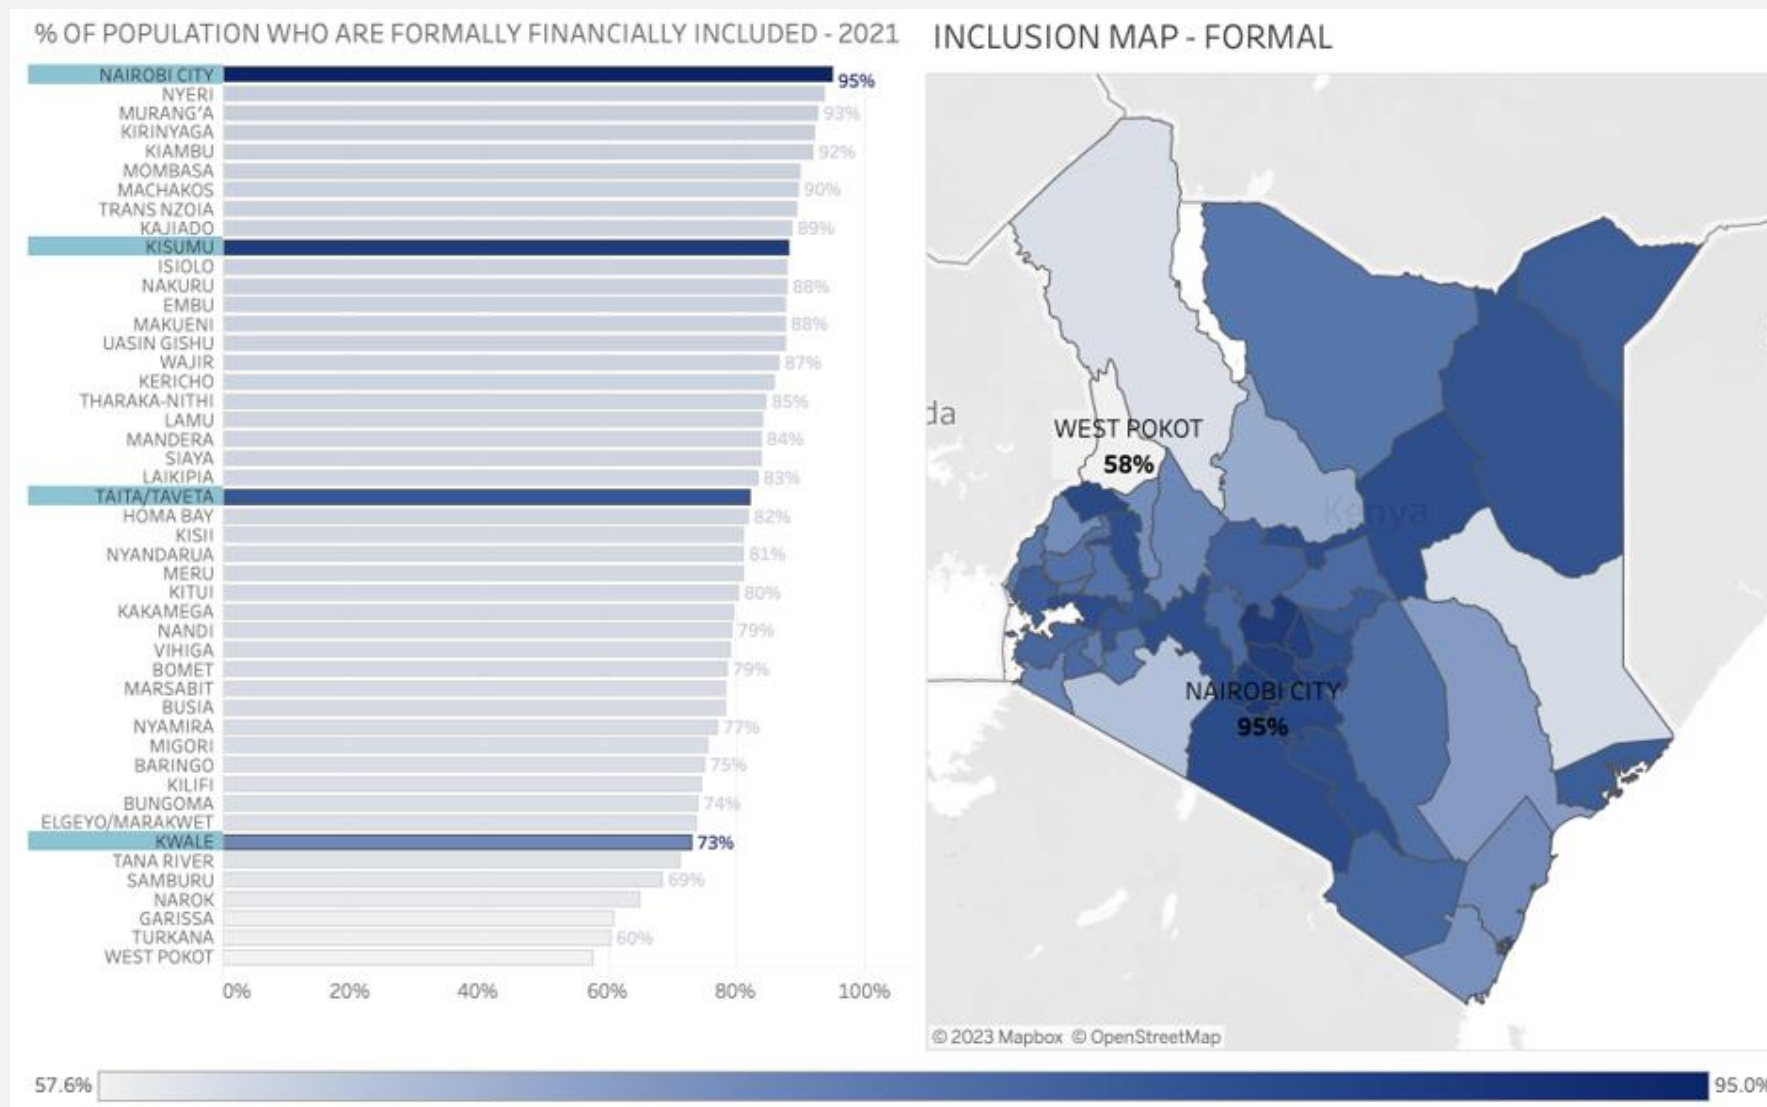 % OF POPULATION WHO ARE FORMALLY FINANCIALLY INCLUDED - 2021
NAIROBI CITY 95%
NYERI
MURANG'A 93%
KIRINYAGA
KIAMBU 92%
MOMBASA
MACHAKOS 90%
TRANS NZOIA
KAJIADO 89%
KISUMU
ISIOLO
NAKURU 88%
EMBU
MAKUENI 88%
UASIN GISHU
WAJIR 87%
KERICHO
THARAKA-NITHI 85%
LAMU
MANDERA 84%
SIAYA
LAIKIPIA 83%
TAITA/TAVETA
HOMA BAY 82%
KISII
NYANDARUA 81%
MERU
KITUI 80%
KAKAMEGA
NANDI 79%
VIHIGA
BOMET 79%
MARSABIT
BUSIA
NYAMIRA 77%
MIGORI
BARINGO 75%
KILIFI
BUNGOMA 74%
ELGEYO/MARAKWET
KWALE 73%
TANA RIVER
SAMBURU 69%
NAROK
GARISSA
TURKANA 60%
WEST POKOT
0% 20% 40% 60% 80% 100%
INCLUSION MAP - FORMAL
da
WEST POKOT
58%
Kenya
NAIROBI CITY
95%
© 2023 Mapbox © OpenStreetMap
57.6% 95.0%